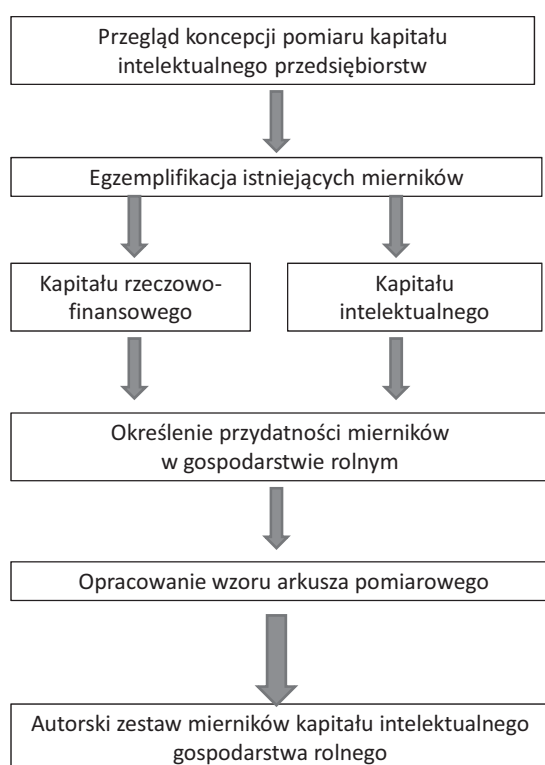 Przegląd koncepcji pomiaru kapitału
intelektualnego przedsiębiorstw
Egzemplifikacja istniejących mierników
Kapitału rzeczowo-
finansowego
Kapitału
intelektualnego
Określenie przydatności mierników
w gospodarstwie rolnym
Opracowanie wzoru arkusza pomiarowego
Autorski zestaw mierników kapitału intelektualnego
gospodarstwa rolnego